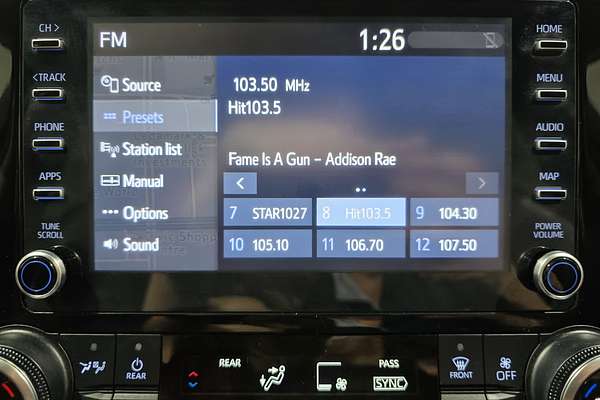 CH >
<TRACK
PHONE
APPS
TUNE
SCROLL
FM
1:26
Source
Presets
Station list
Manual
Options
Sound
103.50 MHz
Hit103.5
Fame Is A Gun – Addison Rae
<
>
7 STAR1027
8 Hit103.5
9 104.30
10 105.10
11 106.70
12 107.50
HOME
MENU
AUDIO
MAP
POWER
VOLUME
REAR
REAR
PASS
SYNC
FRONT
OFF